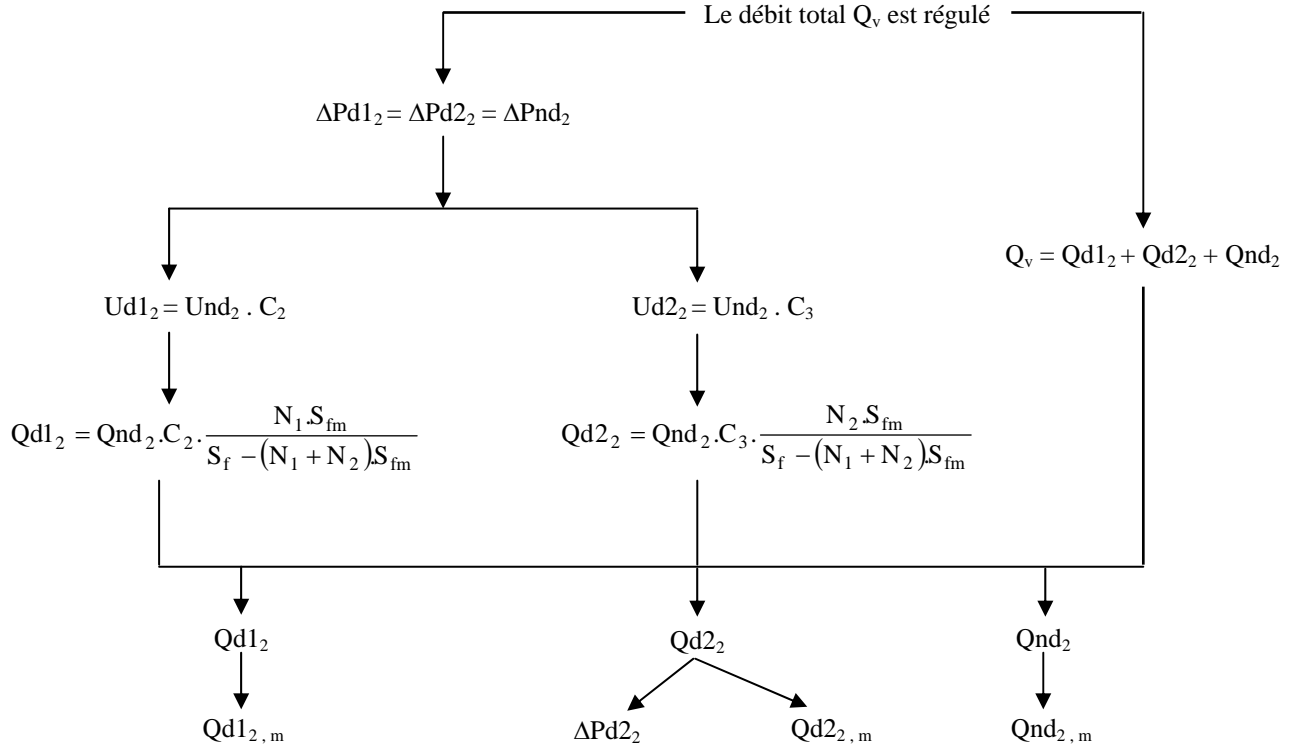 Le débit total Qᵥ est régulé
ΔPd1₂ = ΔPd2₂ = ΔPnd₂
Qᵥ = Qd1₂ + Qd2₂ + Qnd₂
Ud1₂ = Und₂ . C₂
Ud2₂ = Und₂ . C₃
Qd1₂ = Qnd₂.C₂. N₁.S_fm / S_f − (N₁ + N₂).S_fm
Qd2₂ = Qnd₂.C₃. N₂.S_fm / S_f − (N₁ + N₂).S_fm
Qd1₂
Qd2₂
Qnd₂
Qd1₂ , m
ΔPd2₂
Qd2₂ , m
Qnd₂ , m